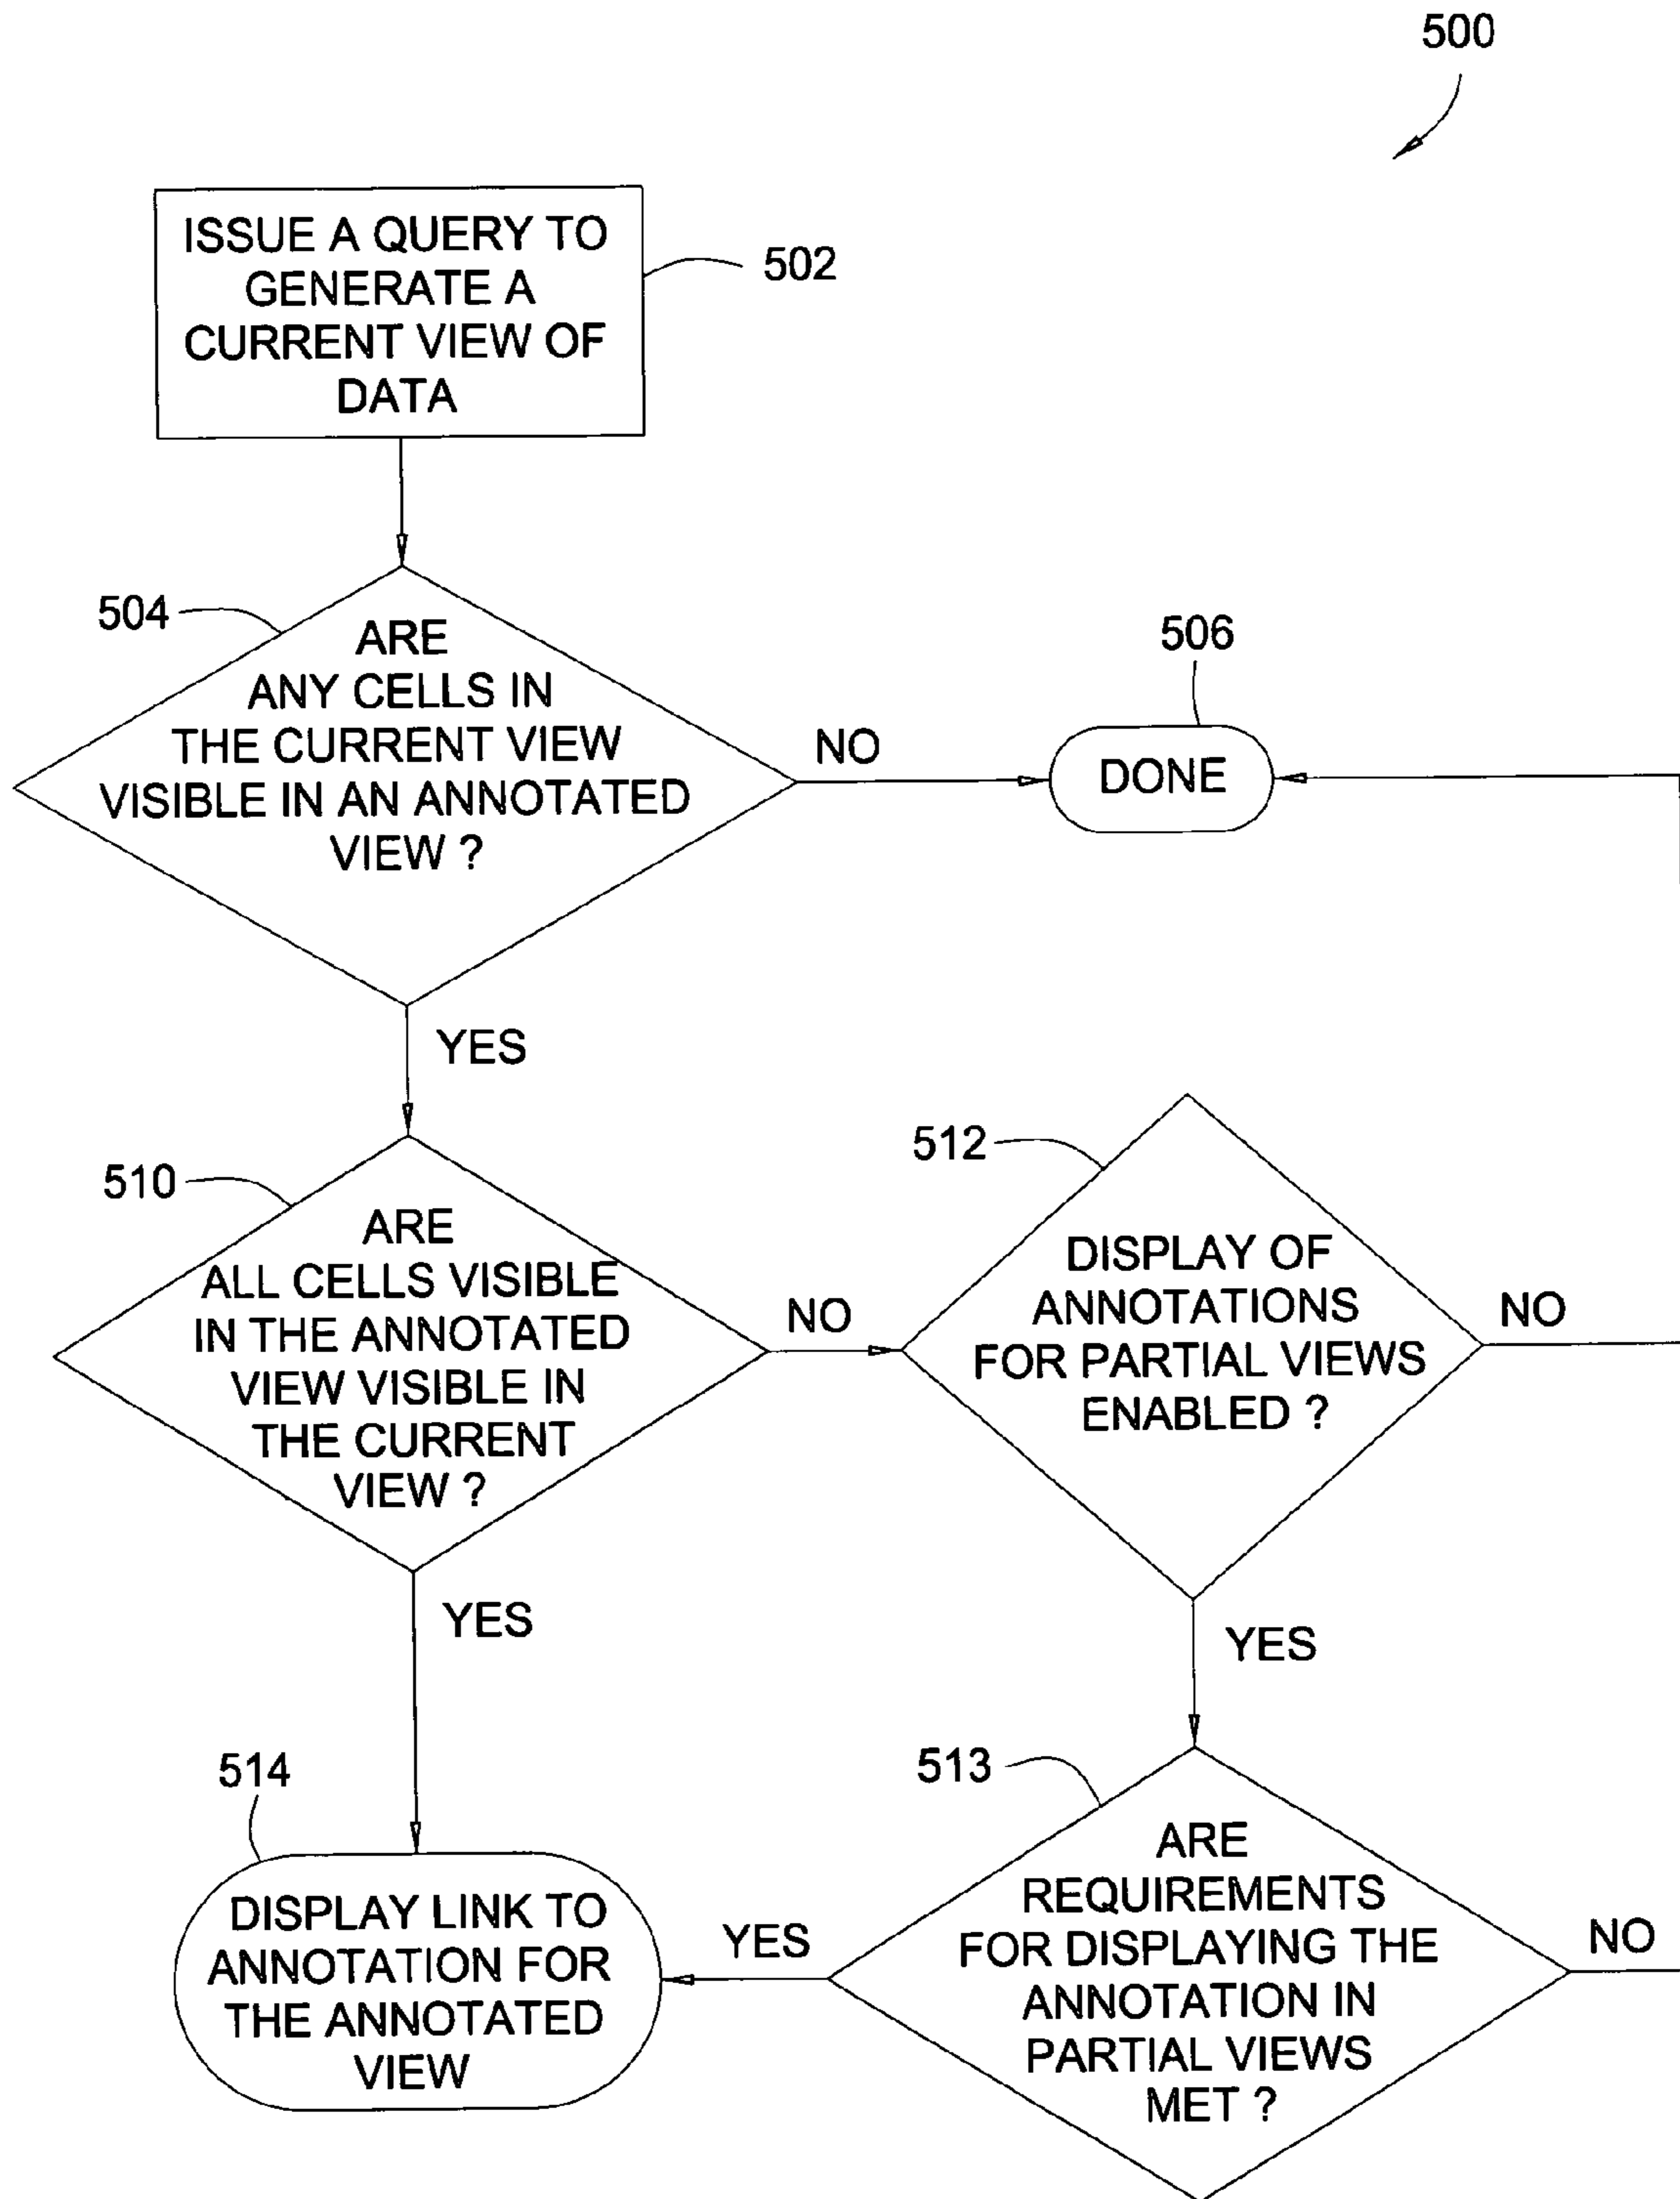 500
ISSUE A QUERY TO
GENERATE A
CURRENT VIEW OF
DATA
502
504
ARE
ANY CELLS IN
THE CURRENT VIEW
VISIBLE IN AN ANNOTATED
VIEW ?
NO
506
DONE
YES
510
ARE
ALL CELLS VISIBLE
IN THE ANNOTATED
VIEW VISIBLE IN
THE CURRENT
VIEW ?
NO
512
DISPLAY OF
ANNOTATIONS
FOR PARTIAL VIEWS
ENABLED ?
NO
YES
YES
513
ARE
REQUIREMENTS
FOR DISPLAYING THE
ANNOTATION IN
PARTIAL VIEWS
MET ?
NO
YES
514
DISPLAY LINK TO
ANNOTATION FOR
THE ANNOTATED
VIEW